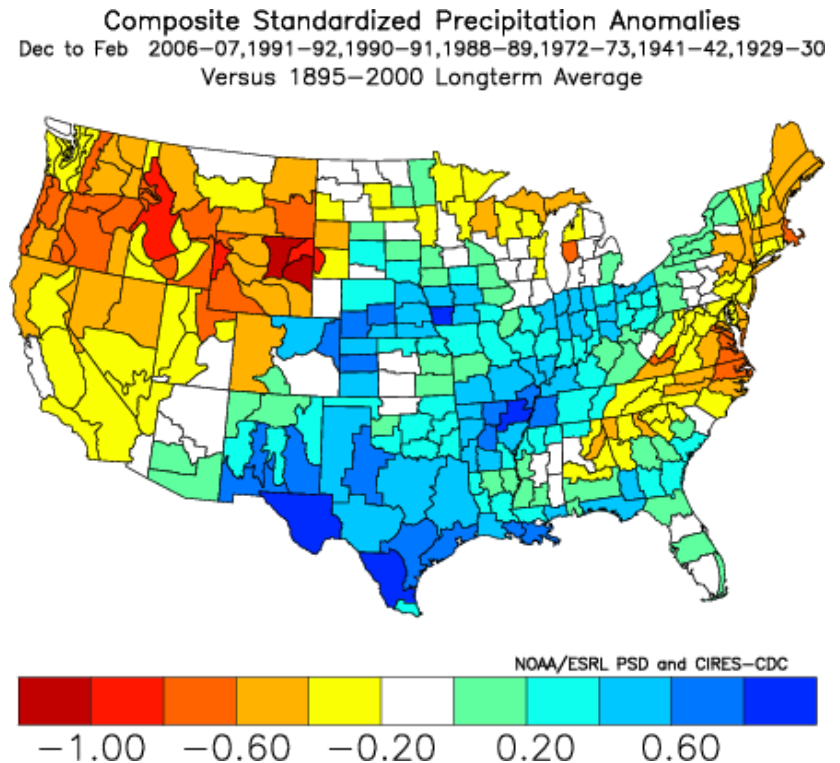 Composite Standardized Precipitation Anomalies
Dec to Feb 2006-07,1991-92,1990-91,1988-89,1972-73,1941-42,1929-30
Versus 1895-2000 Longterm Average
NOAA/ESRL PSD and CIRES-CDC
-1.00 -0.60 -0.20 0.20 0.60